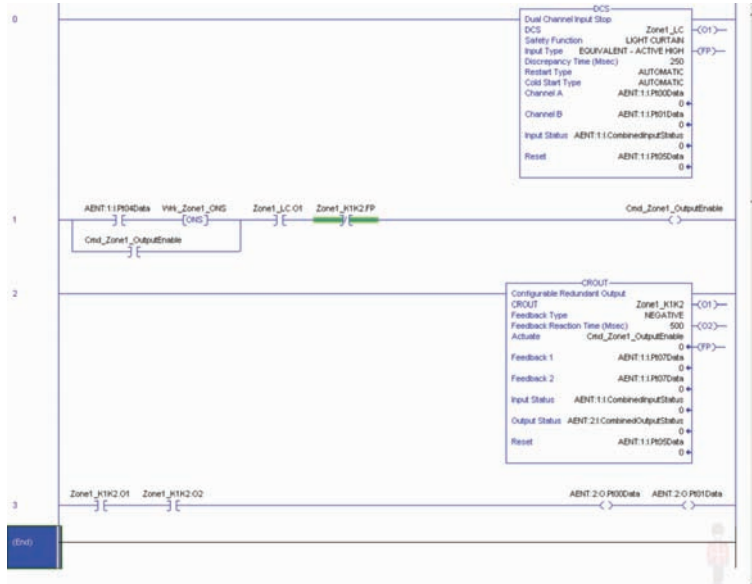 0
DCS
Dual Channel Input Stop
DCS Zone1_LC (O1)
Safety Function LIGHT CURTAIN
Input Type EQUIVALENT - ACTIVE HIGH (FP)
Discrepancy Time (Msec) 250
Restart Type AUTOMATIC
Cold Start Type AUTOMATIC
Channel A AENT:1:I.Pt00Data
0
Channel B AENT:1:I.Pt01Data
0
Input Status AENT:1:I.CombinedInputStatus
0
Reset AENT:1:I.Pt05Data
0
1
AENT:1:I.Pt04Data Wrk_Zone1_ONS Zone1_LC.O1 Zone1_K1K2.FP Cmd_Zone1_OutputEnable
ONS
Cmd_Zone1_OutputEnable
2
CROUT
Configurable Redundant Output
CROUT Zone1_K1K2 (O1)
Feedback Type NEGATIVE
Feedback Reaction Time (Msec) 500 (O2)
Actuate Cmd_Zone1_OutputEnable
0 (FP)
Feedback 1 AENT:1:I.Pt07Data
0
Feedback 2 AENT:1:I.Pt07Data
0
Input Status AENT:1:I.CombinedInputStatus
0
Output Status AENT:2:I.CombinedOutputStatus
0
Reset AENT:1:I.Pt05Data
0
3
Zone1_K1K2.O1 Zone1_K1K2.O2 AENT:2:O.Pt00Data AENT:2:O.Pt01Data
(End)